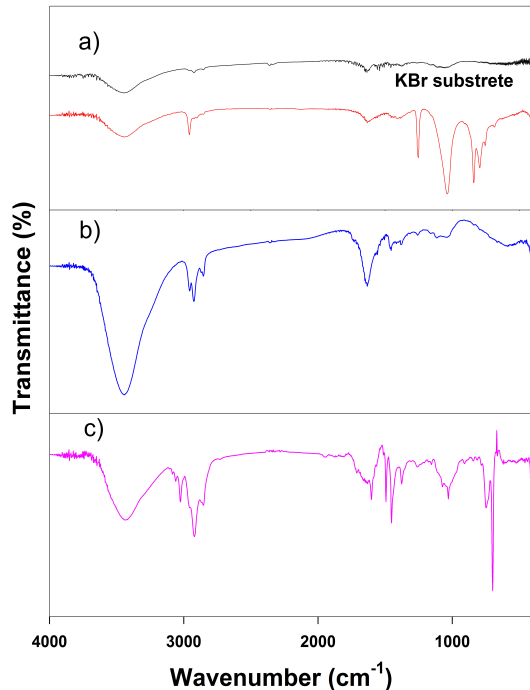 a)
KBr substrete
b)
c)
Transmittance (%)
4000 3000 2000 1000
Wavenumber (cm⁻¹)